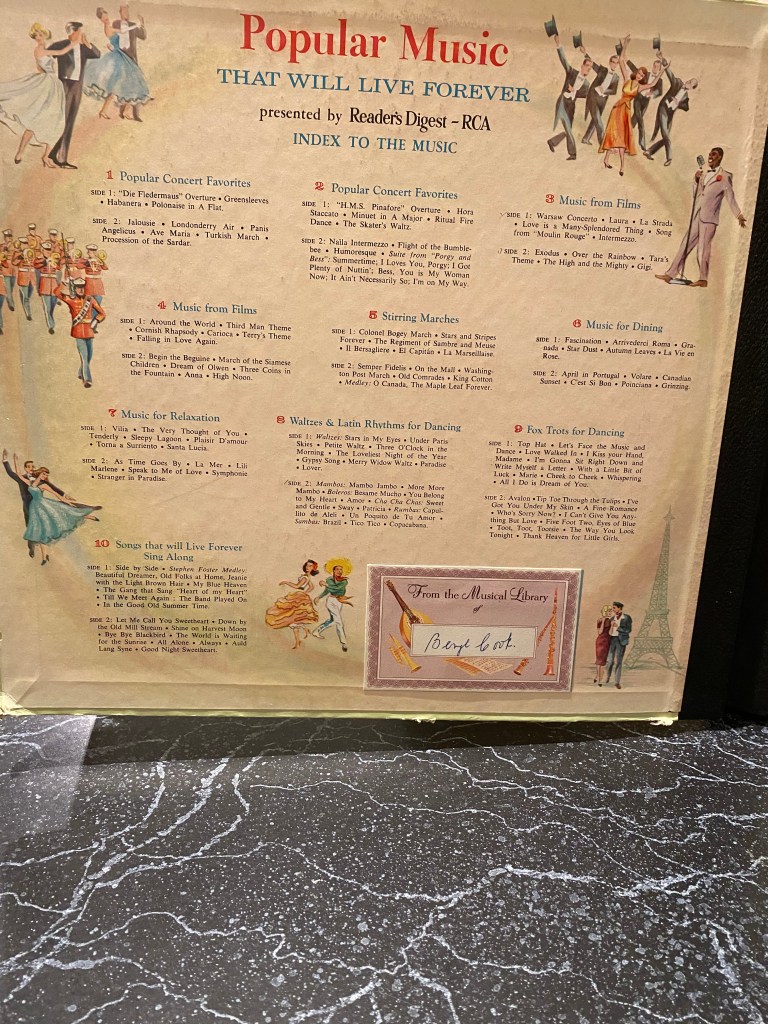 Popular Music
THAT WILL LIVE FOREVER
presented by Reader's Digest – RCA
INDEX TO THE MUSIC
1 Popular Concert Favorites
SIDE 1: "Die Fledermaus" Overture • Greensleeves
• Habanera • Polonaise in A Flat.
SIDE 2: Jalousie • Londonderry Air • Panis
Angelicus • Ave Maria • Turkish March •
Procession of the Sardar.
2 Popular Concert Favorites
SIDE 1: "H.M.S. Pinafore" Overture • Hora
Staccato • Minuet in A Major • Ritual Fire
Dance • The Skater's Waltz.
SIDE 2: Naila Intermezzo • Flight of the Bumble-
bee • Humoresque • Suite from "Porgy and
Bess": Summertime; I Loves You, Porgy; I Got
Plenty of Nuttin'; Bess, You is My Woman
Now; It Ain't Necessarily So; I'm on My Way.
3 Music from Films
SIDE 1: Warsaw Concerto • Laura • La Strada
• Love is a Many-Splendored Thing • Song
from "Moulin Rouge" • Intermezzo.
SIDE 2: Exodus • Over the Rainbow • Tara's
Theme • The High and the Mighty • Gigi.
4 Music from Films
SIDE 1: Around the World • Third Man Theme
• Cornish Rhapsody • Carioca • Terry's Theme
• Falling in Love Again.
SIDE 2: Begin the Beguine • March of the Siamese
Children • Dream of Olwen • Three Coins in
the Fountain • Anna • High Noon.
5 Stirring Marches
SIDE 1: Colonel Bogey March • Stars and Stripes
Forever • The Regiment of Sambre and Meuse
• Il Bersagliere • El Capitán • La Marseillaise.
SIDE 2: Semper Fidelis • On the Mall • Washing-
ton Post March • Old Comrades • King Cotton
• Medley: O Canada, The Maple Leaf Forever.
6 Music for Dining
SIDE 1: Fascination • Arrivederci Roma • Gra-
nada • Star Dust • Autumn Leaves • La Vie en
Rose.
SIDE 2: April in Portugal • Volare • Canadian
Sunset • C'est Si Bon • Poinciana • Grinzing.
7 Music for Relaxation
SIDE 1: Vilia • The Very Thought of You •
Tenderly • Sleepy Lagoon • Plaisir D'amour
• Torna a Surriento • Santa Lucia.
SIDE 2: As Time Goes By • La Mer • Lili
Marlene • Speak to Me of Love • Symphonie
• Stranger in Paradise.
8 Waltzes & Latin Rhythms for Dancing
SIDE 1: Waltzes: Stars in My Eyes • Under Paris
Skies • Petite Waltz • Three O'Clock in the
Morning • The Loveliest Night of the Year
• Gypsy Song • Merry Widow Waltz • Paradise
• Lover.
SIDE 2: Mambos: Mambo Jambo • More More
Mambo • Boleros: Besame Mucho • You Belong
to My Heart • Amor • Cha Cha Chas: Sweet
and Gentle • Sway • Patricia • Rumbas: Capul-
lito de Aleli • Un Poquito de Tu Amor •
Sambas: Brazil • Tico Tico • Copacabana.
9 Fox Trots for Dancing
SIDE 1: Top Hat • Let's Face the Music and
Dance • Love Walked In • I Kiss your Hand,
Madame • I'm Gonna Sit Right Down and
Write Myself a Letter • With a Little Bit of
Luck • Marie • Cheek to Cheek • Whispering
• All I Do is Dream of You.
SIDE 2: Avalon • Tip Toe Through the Tulips • I've
Got You Under My Skin • A Fine Romance
• Who's Sorry Now? • I Can't Give You Any-
thing But Love • Five Foot Two, Eyes of Blue
• Toot, Toot, Tootsie • The Way You Look
Tonight • Thank Heaven for Little Girls.
10 Songs that will Live Forever
Sing Along
SIDE 1: Side by Side • Stephen Foster Medley:
Beautiful Dreamer, Old Folks at Home, Jeanie
with the Light Brown Hair • My Blue Heaven
• The Gang that Sang "Heart of my Heart"
• Till We Meet Again • The Band Played On
• In the Good Old Summer Time.
SIDE 2: Let Me Call You Sweetheart • Down by
the Old Mill Stream • Shine on Harvest Moon
• Bye Bye Blackbird • The World is Waiting
for the Sunrise • All Alone • Always • Auld
Lang Syne • Good Night Sweetheart.
From the Musical Library
of
Beryl Cook.